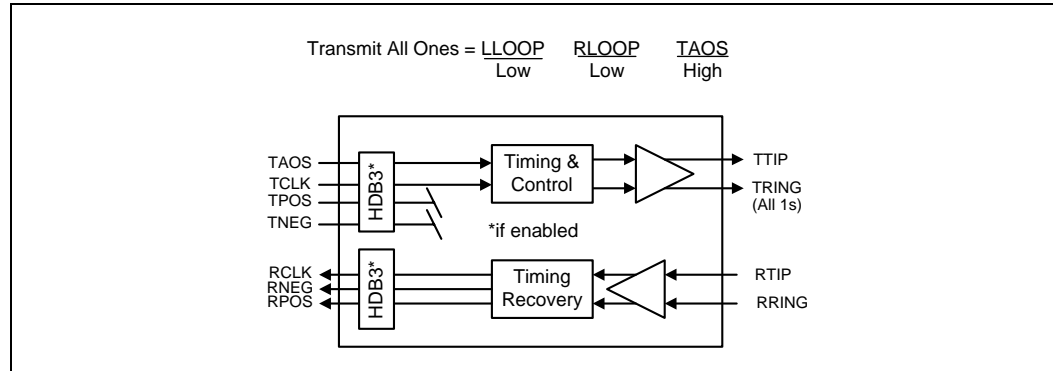 Transmit All Ones = LLOOP RLOOP TAOS
Low Low High
TAOS
TCLK
TPOS
TNEG
HDB3*
Timing &
Control
TTIP
TRING
(All 1s)
*if enabled
RCLK
RNEG
RPOS
HDB3*
Timing
Recovery
RTIP
RRING